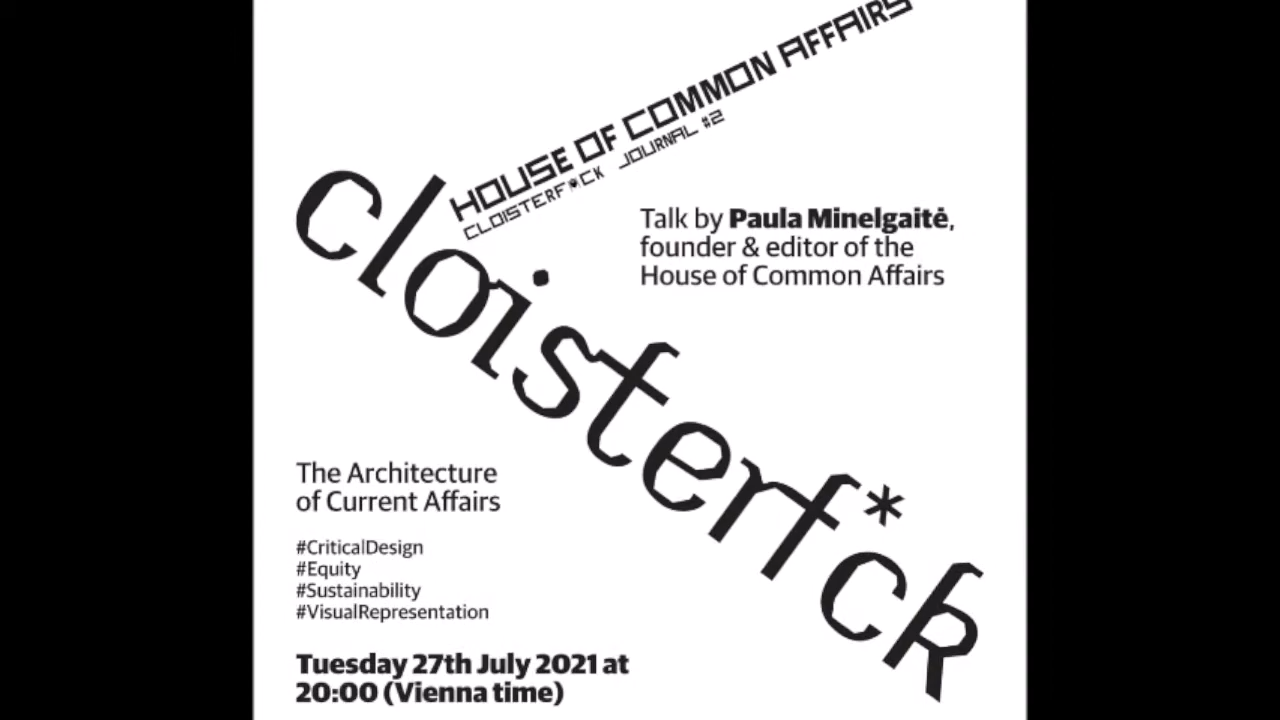 HOUSE OF COMMON AFFAIRS
CLOISTERF*CK JOURNAL #2
cloisterf*ck
Talk by Paula Minelgaitė,
founder & editor of the
House of Common Affairs
The Architecture
of Current Affairs
#CriticalDesign
#Equity
#Sustainability
#VisualRepresentation
Tuesday 27th July 2021 at
20:00 (Vienna time)